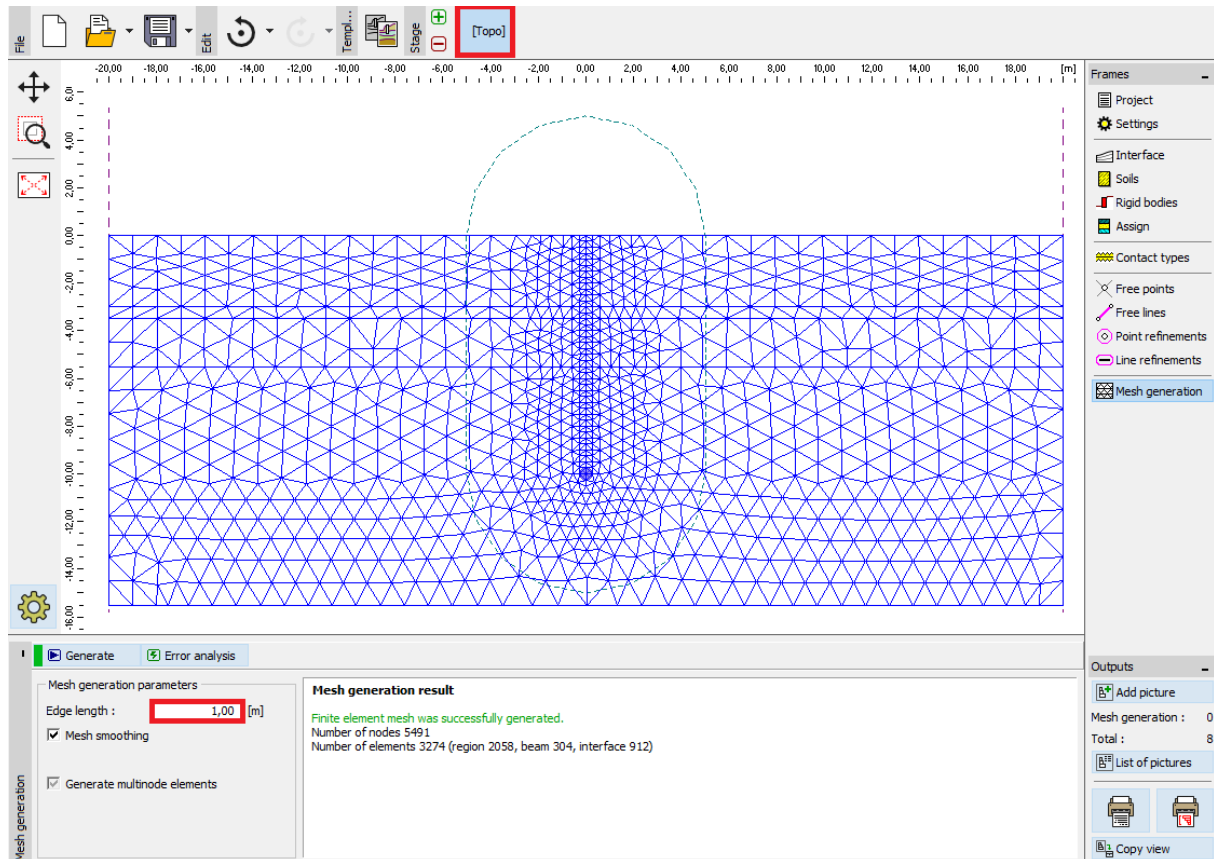 File
Edit
Templ...
Stage
[Topo]
-20,00 -18,00 -16,00 -14,00 -12,00 -10,00 -8,00 -6,00 -4,00 -2,00 0,00 2,00 4,00 6,00 8,00 10,00 12,00 14,00 16,00 18,00 [m]
4,00
2,00
0,00
-2,00
-4,00
-6,00
-8,00
-10,00
-12,00
-14,00
-16,00
Frames
Project
Settings
Interface
Soils
Rigid bodies
Assign
Contact types
Free points
Free lines
Point refinements
Line refinements
Mesh generation
Mesh generation
Generate
Error analysis
Mesh generation parameters
Edge length : 1,00 [m]
Mesh smoothing
Generate multinode elements
Mesh generation result
Finite element mesh was successfully generated.
Number of nodes 5491
Number of elements 3274 (region 2058, beam 304, interface 912)
Outputs
Add picture
Mesh generation : 0
Total : 8
List of pictures
Copy view